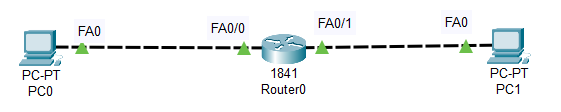 FA0
FA0/0
FA0/1
FA0
PC-PT
PC0
1841
Router0
PC-PT
PC1